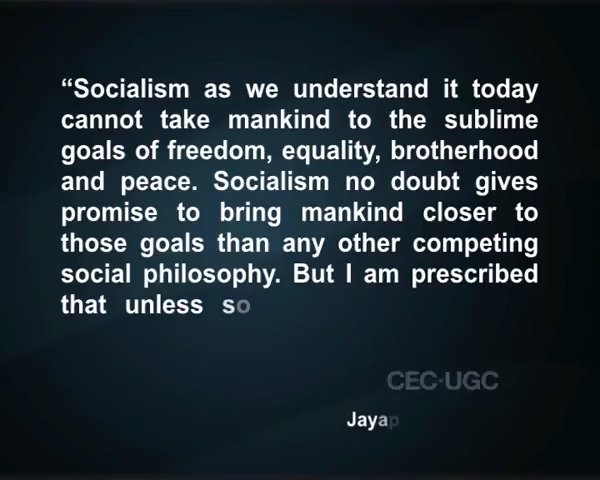 “Socialism as we understand it today
cannot take mankind to the sublime
goals of freedom, equality, brotherhood
and peace. Socialism no doubt gives
promise to bring mankind closer to
those goals than any other competing
social philosophy. But I am prescribed
that unless so
CEC-UGC
Jayap